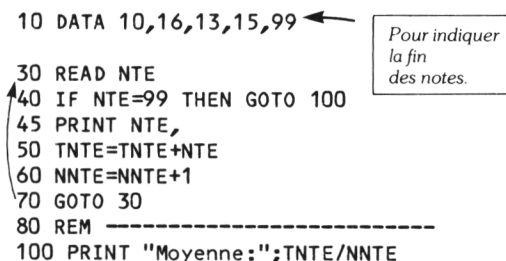 10 DATA 10,16,13,15,99
Pour indiquer
la fin
des notes.
30 READ NTE
40 IF NTE=99 THEN GOTO 100
45 PRINT NTE,
50 TNTE=TNTE+NTE
60 NNTE=NNTE+1
70 GOTO 30
80 REM -----------------------------
100 PRINT "Moyenne:";TNTE/NNTE